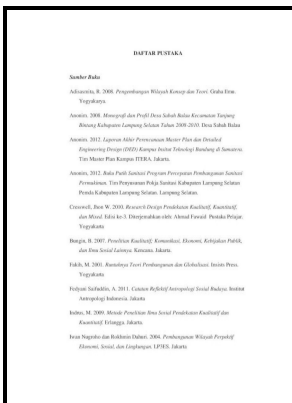 DAFTAR PUSTAKA
Sumber Buku
Adisasmita, R. 2008. Pengembangan Wilayah Konsep dan Teori. Graha Ilmu.
Yogyakarya.
Anonim. 2008. Monografi dan Profil Desa Sabah Balau Kecamatan Tanjung
Bintang Kabupaten Lampung Selatan Tahun 2009-2010. Desa Sabah Balau
Anonim. 2012. Laporan Akhir Perencanaan Master Plan dan Detailed
Engineering Design (DED) Kampus Insitut Teknologi Bandung di Sumatera.
Tim Master Plan Kampus ITERA. Jakarta.
Anonim, 2012. Buku Putih Sanitasi Program Percepatan Pembangunan Sanitasi
Permukiman. Tim Penyusunan Pokja Sanitasi Kabupaten Lampung Selatan
Pemda Kabupaten Lampung Selatan. Lampung Selatan.
Cresswell, Jhon W. 2010. Research Design Pendekatan Kualitatif, Kuantitatif,
dan Mixed. Edisi ke-3. Diterjemahkan oleh: Ahmad Fawaid. Pustaka Pelajar.
Yogyakarta
Bungin, B. 2007. Penelitian Kualitatif; Komunikasi, Ekonomi, Kebijakan Publik,
dan Ilmu Sosial Lainnya. Kencana. Jakarta.
Fakih, M. 2001. Runtuhnya Teori Pembangunan dan Globalisasi. Insists Press.
Yogyakarta
Fedyani Saifuddin, A. 2011. Catatan Reflektif Antropologi Sosial Budaya. Institut
Antropologi Indonesia. Jakarta
Idrus, M. 2009. Metode Penelitian Ilmu Sosial Pendekatan Kualitatif dan
Kuantitatif. Erlangga. Jakarta.
Iwan Nugroho dan Rokhmin Dahuri. 2004. Pembangunan Wilayah Perpektif
Ekonomi, Sosial, dan Lingkungan. LP3ES. Jakarta